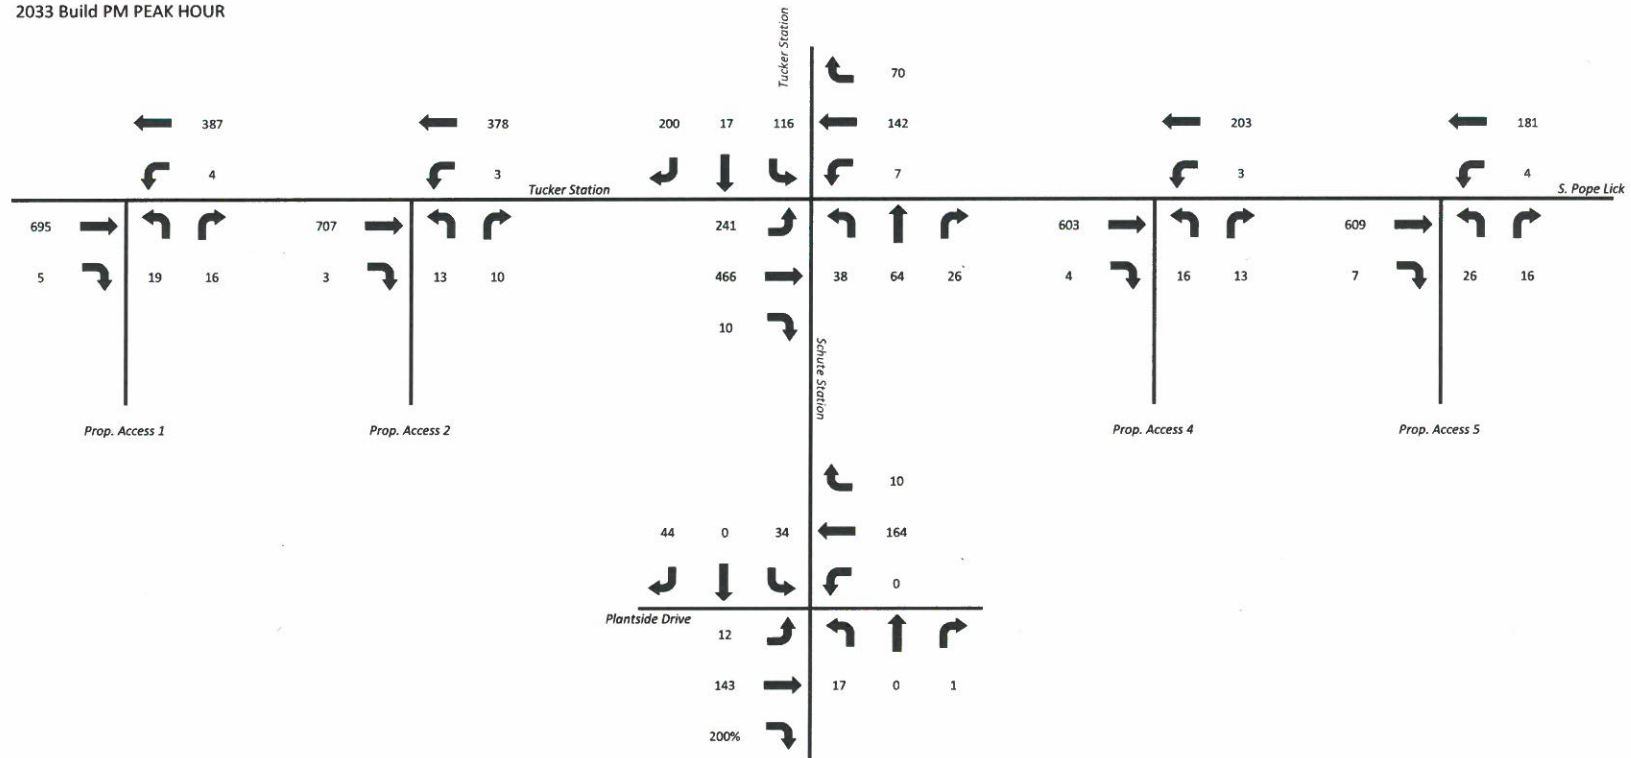 2033 Build PM PEAK HOUR
Tucker Station
70
387
378
200 17 116
142
203
181
4
3
7
3
4
Tucker Station
S. Pope Lick
695
707
241
603
609
5
19 16
3
13 10
466
38 64 26
4
16 13
7
26 16
10
Schute Station
Prop. Access 1
Prop. Access 2
Prop. Access 4
Prop. Access 5
10
44 0 34
164
0
Plantside Drive
12
143
17 0 1
200%